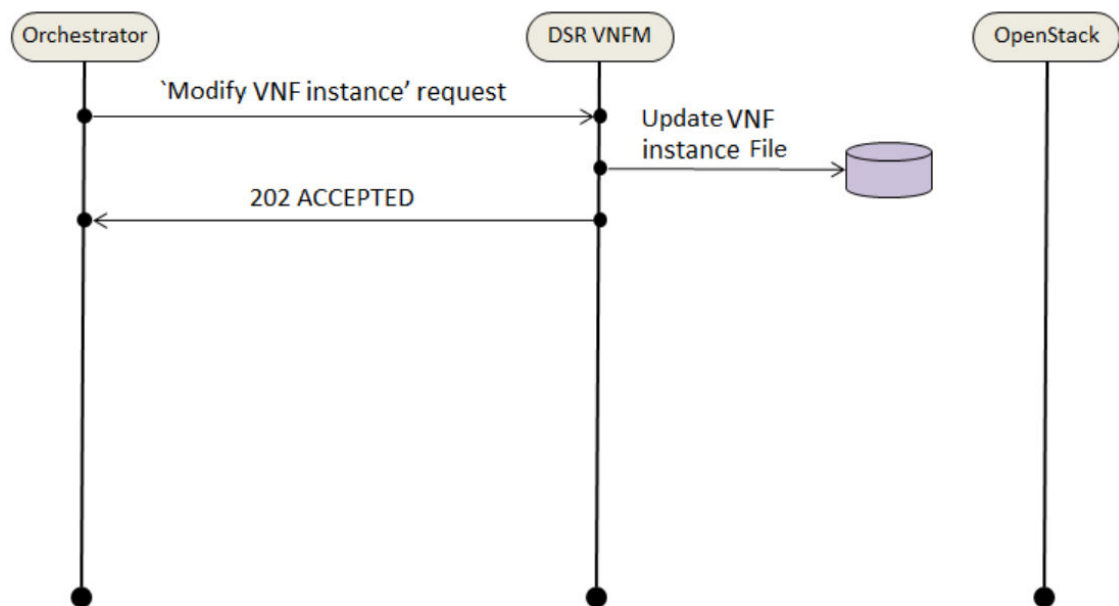 Orchestrator
DSR VNFM
OpenStack
`Modify VNF instance’ request
Update VNF
instance File
202 ACCEPTED